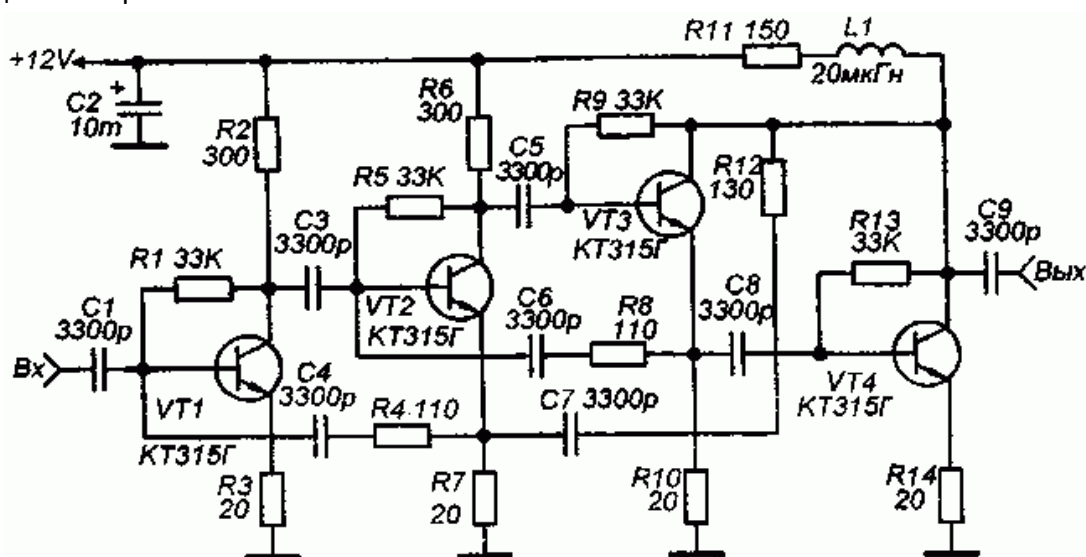 R11 150
L1
+12V
20мкГн
+
C2
10m
R2
300
R6
300
R9 33K
C5
3300p
R12
130
R5 33K
C3
3300p
VT3
КТ315Г
R13
33K
C9
3300p
R1 33K
Вых
C1
3300p
VT2
КТ315Г
C6
3300p
R8
110
C8
3300p
Вх
VT1
КТ315Г
C4
3300p
R4 110
C7 3300p
VT4
КТ315Г
R3
20
R7
20
R10
20
R14
20